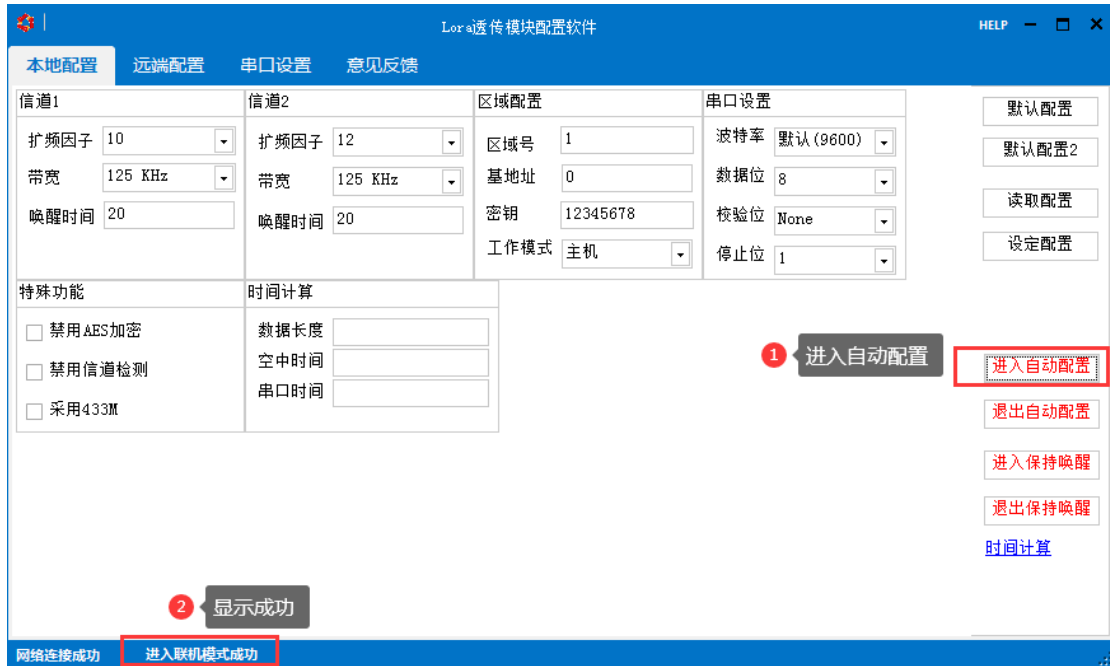 Lora透传模块配置软件
HELP
本地配置 远端配置 串口设置 意见反馈
信道1
扩频因子 10
带宽 125 KHz
唤醒时间 20
信道2
扩频因子 12
带宽 125 KHz
唤醒时间 20
区域配置
区域号 1
基地址 0
密钥 12345678
工作模式 主机
串口设置
波特率 默认(9600)
数据位 8
校验位 None
停止位 1
默认配置
默认配置2
读取配置
设定配置
特殊功能
禁用AES加密
禁用信道检测
采用433M
时间计算
数据长度
空中时间
串口时间
1 进入自动配置
进入自动配置
退出自动配置
进入保持唤醒
退出保持唤醒
时间计算
2 显示成功
网络连接成功 进入联机模式成功